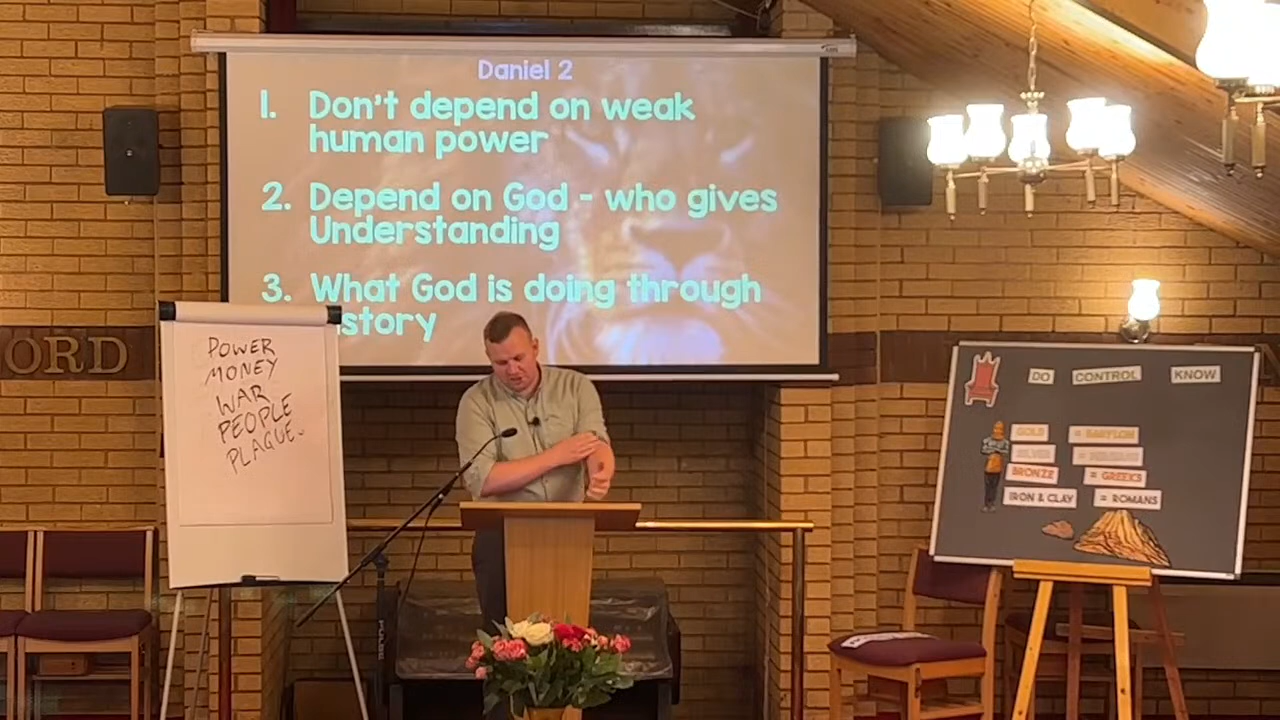 Daniel 2
1. Don't depend on weak
human power
2. Depend on God - who gives
Understanding
3. What God is doing through
story
ORD
POWER
MONEY
WAR
PEOPLE
PLAGUE.
DO CONTROL KNOW
GOLD = BABYLON
SILVER
BRONZE = GREEKS
IRON & CLAY = ROMANS